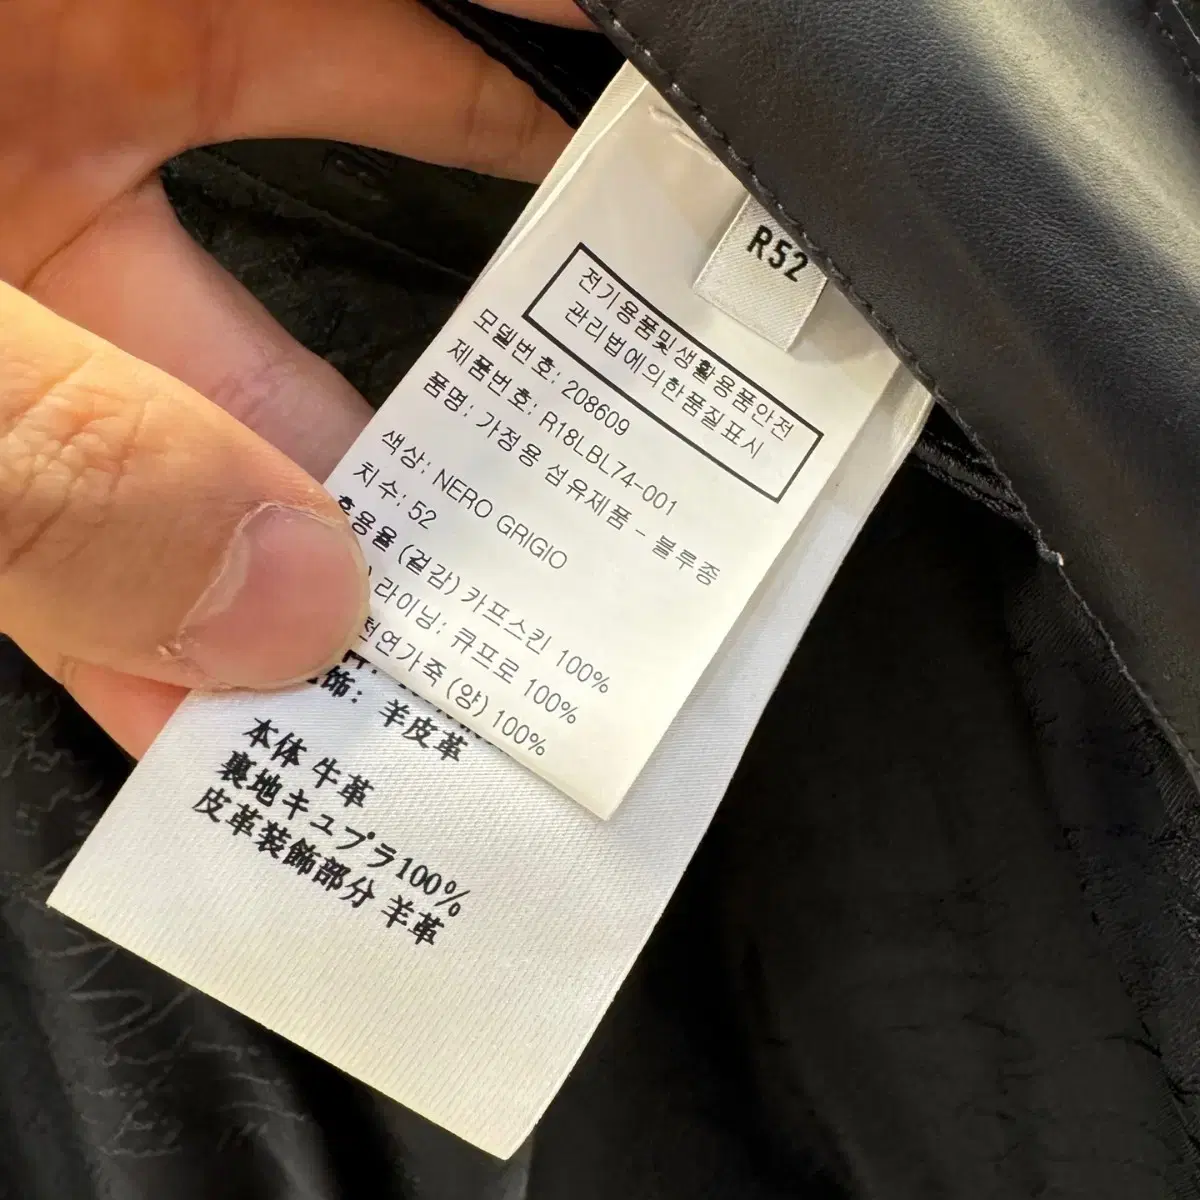 R52
전기용품및생활용품안전
관리법에의한품질표시
모델번호: 208609
제품번호: R18LBL74-001
품명: 가정용 섬유제품 - 블루종
색상: NERO GRIGIO
치수: 52
혼용율 (겉감) 카프스킨 100%
) 라이닝: 큐프로 100%
천연가죽 (양) 100%
饰: 羊皮革
本体 牛革
裏地キュプラ100%
皮革装飾部分 羊革